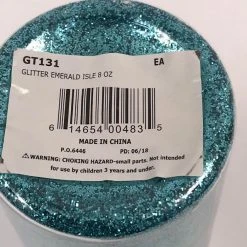 GT131 EA
GLITTER EMERALD ISLE 8 OZ
6 14654 00483 5
MADE IN CHINA
P.O.6446 PD: 06/18
⚠WARNING: CHOKING HAZARD-small parts. Not intended
for use by children 3 years and under.